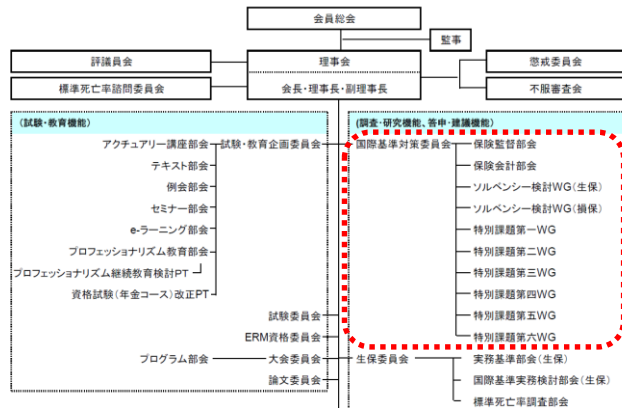 会員総会
監事
評議員会
理事会
懲戒委員会
標準死亡率諮問委員会
会長・理事長・副理事長
不服審査会
(試験・教育機能)
アクチュアリー講座部会
試験・教育企画委員会
テキスト部会
例会部会
セミナー部会
e-ラーニング部会
プロフェッショナリズム教育部会
プロフェッショナリズム継続教育検討PT
資格試験(年金コース)改正PT
試験委員会
ERM資格委員会
プログラム部会
大会委員会
論文委員会
(調査・研究機能、答申・建議機能)
国際基準対策委員会
保険監督部会
保険会計部会
ソルベンシー検討WG(生保)
ソルベンシー検討WG(損保)
特別課題第一WG
特別課題第二WG
特別課題第三WG
特別課題第四WG
特別課題第五WG
特別課題第六WG
生保委員会
実務基準部会(生保)
国際基準実務検討部会(生保)
標準死亡率調査部会